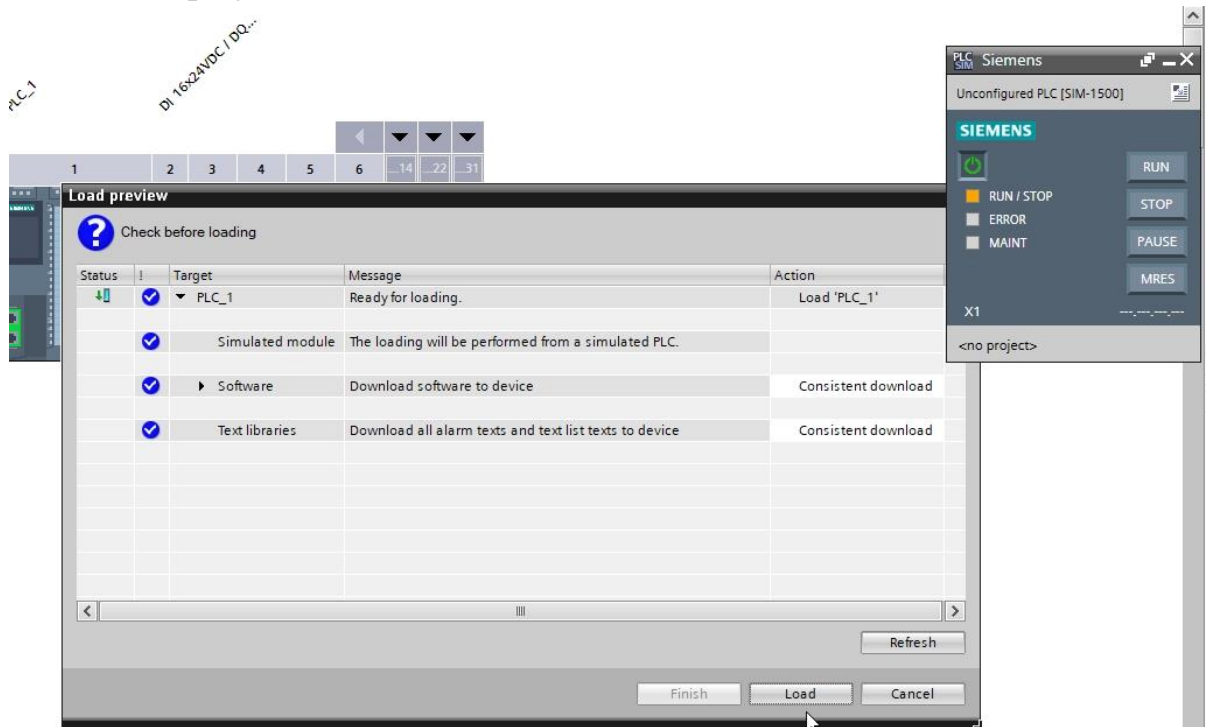 DI 16x24VDC / DQ...
PLC_1
1 2 3 4 5 6 ...14 ...22 ...31
Load preview
Check before loading
Status ! Target Message Action
PLC_1 Ready for loading. Load 'PLC_1'
Simulated module The loading will be performed from a simulated PLC.
Software Download software to device Consistent download
Text libraries Download all alarm texts and text list texts to device Consistent download
Refresh
Finish Load Cancel
PLC SIM Siemens
Unconfigured PLC [SIM-1500]
SIEMENS
RUN
RUN / STOP
STOP
ERROR
MAINT
PAUSE
MRES
X1 ---.---.---.---
<no project>